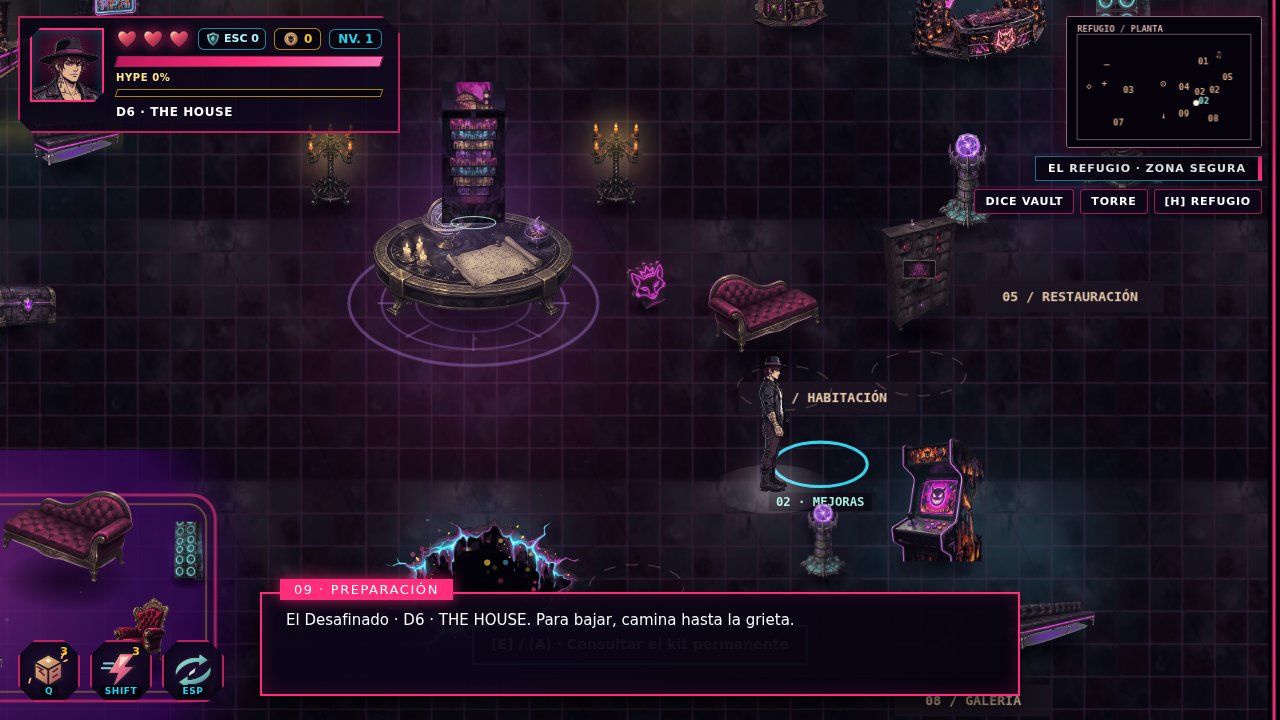 ESC 0
0
NV. 1
HYPE 0%
D6 · THE HOUSE
REFUGIO / PLANTA
01
05
03
04
02
02
02
09
08
07
EL REFUGIO · ZONA SEGURA
DICE VAULT
TORRE
[H] REFUGIO
05 / RESTAURACIÓN
/ HABITACIÓN
02 · MEJORAS
09 · PREPARACIÓN
El Desafinado · D6 · THE HOUSE. Para bajar, camina hasta la grieta.
[E] / (A) · Consultar el kit permanente
3
Q
3
SHIFT
ESP
08 / GALERÍA